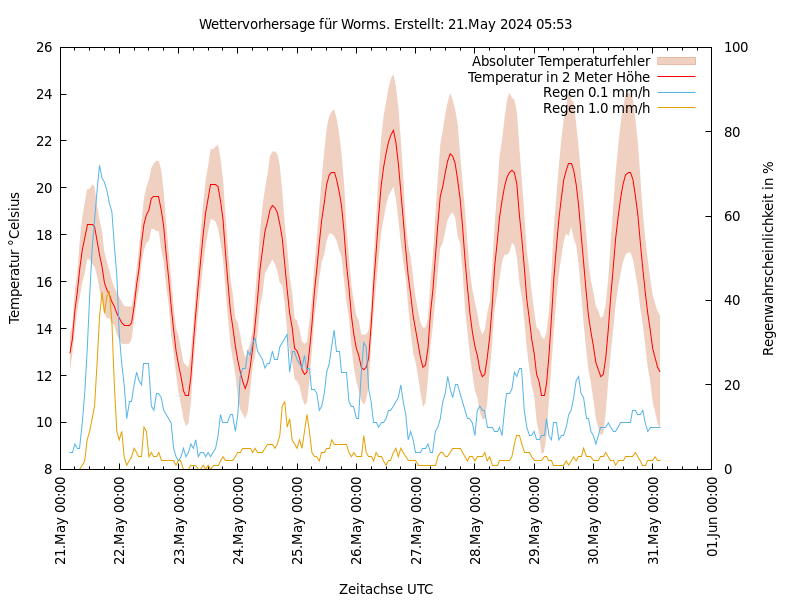 Wettervorhersage für Worms. Erstellt: 21.May 2024 05:53
Absoluter Temperaturfehler
Temperatur in 2 Meter Höhe
Regen 0.1 mm/h
Regen 1.0 mm/h
Temperatur °Celsius
26
24
22
20
18
16
14
12
10
8
100
80
60
40
20
0
Regenwahrscheinlichkeit in %
21.May 00:00
22.May 00:00
23.May 00:00
24.May 00:00
25.May 00:00
26.May 00:00
27.May 00:00
28.May 00:00
29.May 00:00
30.May 00:00
31.May 00:00
01.Jun 00:00
Zeitachse UTC